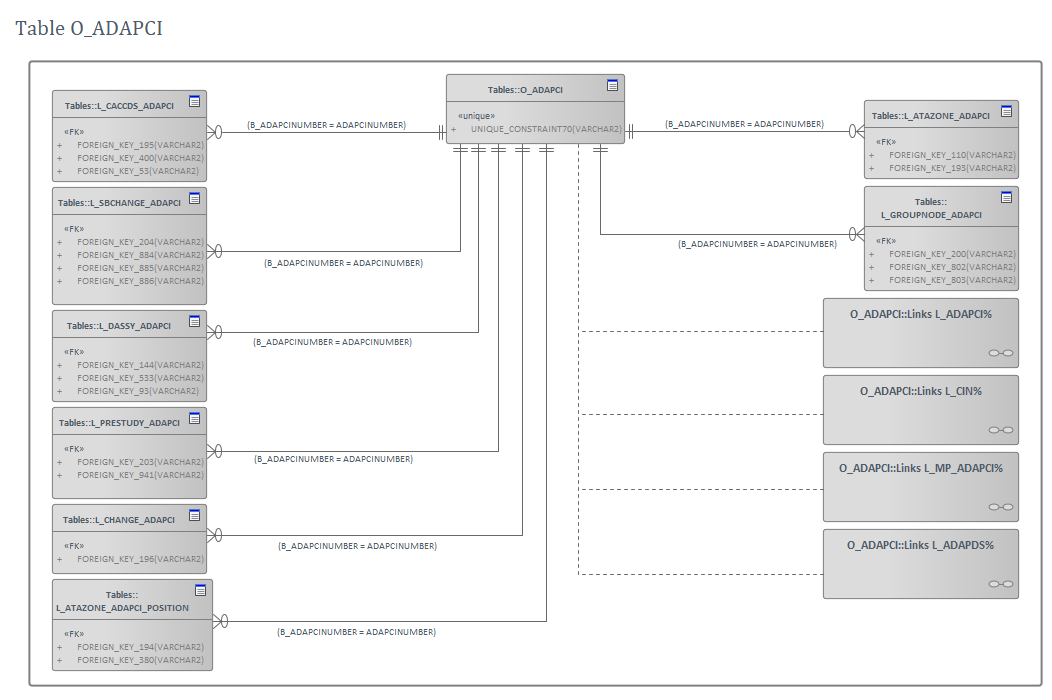 Table O_ADAPCI
Tables::L_CACCDS_ADAPCI
«FK»
+ FOREIGN_KEY_195(VARCHAR2)
+ FOREIGN_KEY_400(VARCHAR2)
+ FOREIGN_KEY_53(VARCHAR2)
(B_ADAPCINUMBER = ADAPCINUMBER)
Tables::L_SBCHANGE_ADAPCI
«FK»
+ FOREIGN_KEY_204(VARCHAR2)
+ FOREIGN_KEY_884(VARCHAR2)
+ FOREIGN_KEY_885(VARCHAR2)
+ FOREIGN_KEY_886(VARCHAR2)
(B_ADAPCINUMBER = ADAPCINUMBER)
Tables::L_DASSY_ADAPCI
«FK»
+ FOREIGN_KEY_144(VARCHAR2)
+ FOREIGN_KEY_533(VARCHAR2)
+ FOREIGN_KEY_93(VARCHAR2)
(B_ADAPCINUMBER = ADAPCINUMBER)
Tables::L_PRESTUDY_ADAPCI
«FK»
+ FOREIGN_KEY_203(VARCHAR2)
+ FOREIGN_KEY_941(VARCHAR2)
(B_ADAPCINUMBER = ADAPCINUMBER)
Tables::L_CHANGE_ADAPCI
«FK»
+ FOREIGN_KEY_196(VARCHAR2)
(B_ADAPCINUMBER = ADAPCINUMBER)
Tables::
L_ATAZONE_ADAPCI_POSITION
«FK»
+ FOREIGN_KEY_194(VARCHAR2)
+ FOREIGN_KEY_380(VARCHAR2)
(B_ADAPCINUMBER = ADAPCINUMBER)
Tables::O_ADAPCI
«unique»
+ UNIQUE_CONSTRAINT70(VARCHAR2)
(B_ADAPCINUMBER = ADAPCINUMBER)
Tables::L_ATAZONE_ADAPCI
«FK»
+ FOREIGN_KEY_110(VARCHAR2)
+ FOREIGN_KEY_193(VARCHAR2)
(B_ADAPCINUMBER = ADAPCINUMBER)
Tables::
L_GROUPNODE_ADAPCI
«FK»
+ FOREIGN_KEY_200(VARCHAR2)
+ FOREIGN_KEY_802(VARCHAR2)
+ FOREIGN_KEY_803(VARCHAR2)
O_ADAPCI::Links L_ADAPCI%
O_ADAPCI::Links L_CIN%
O_ADAPCI::Links L_MP_ADAPCI%
O_ADAPCI::Links L_ADAPDS%